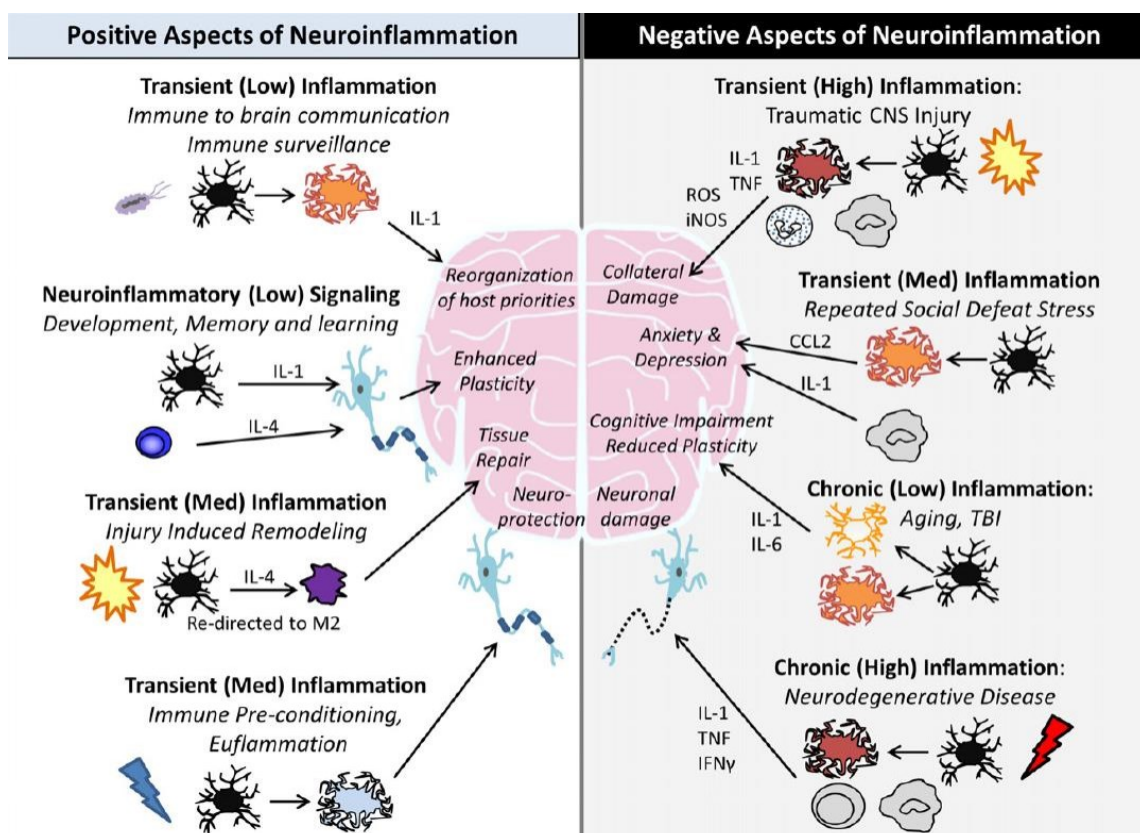 Positive Aspects of Neuroinflammation
Transient (Low) Inflammation
Immune to brain communication
Immune surveillance
IL-1
Reorganization
of host priorities
Neuroinflammatory (Low) Signaling
Development, Memory and learning
IL-1
IL-4
Enhanced
Plasticity
Tissue
Repair
Transient (Med) Inflammation
Injury Induced Remodeling
IL-4
Re-directed to M2
Neuro-
protection
Transient (Med) Inflammation
Immune Pre-conditioning,
Euflammation
Negative Aspects of Neuroinflammation
Transient (High) Inflammation:
Traumatic CNS Injury
IL-1
TNF
ROS
iNOS
Collateral
Damage
Transient (Med) Inflammation
Repeated Social Defeat Stress
CCL2
IL-1
Anxiety &
Depression
Cognitive Impairment
Reduced Plasticity
Chronic (Low) Inflammation:
Aging, TBI
IL-1
IL-6
Neuronal
damage
Chronic (High) Inflammation:
Neurodegenerative Disease
IL-1
TNF
IFNγ